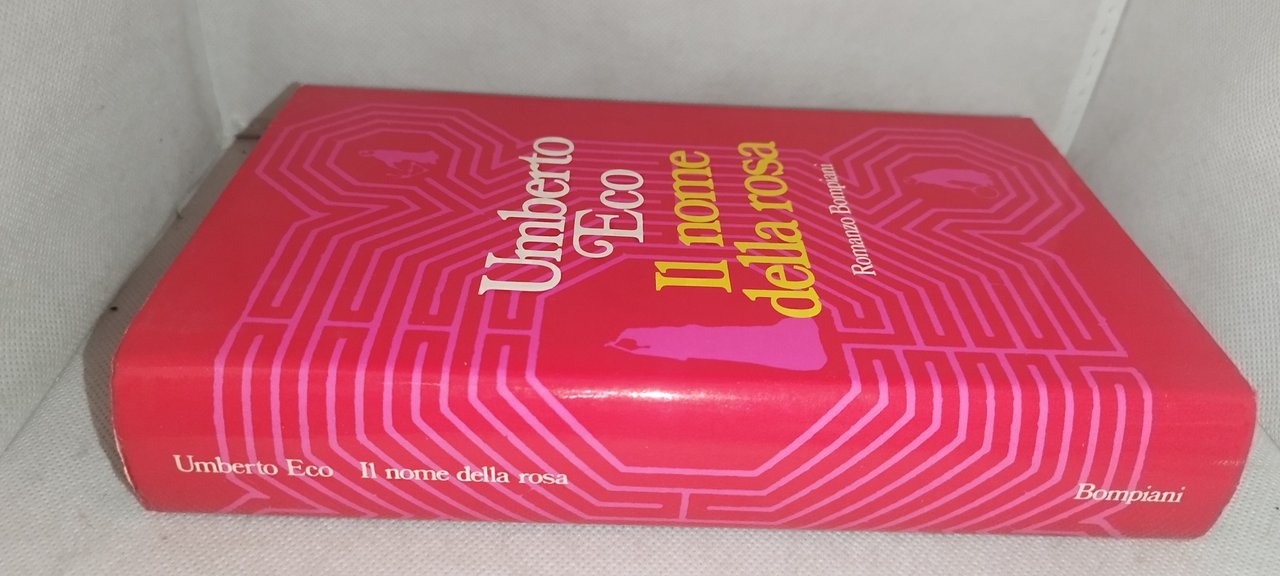 Umberto
Eco
Il nome
della rosa
Romanzo Bompiani
Umberto Eco Il nome della rosa
Bompiani